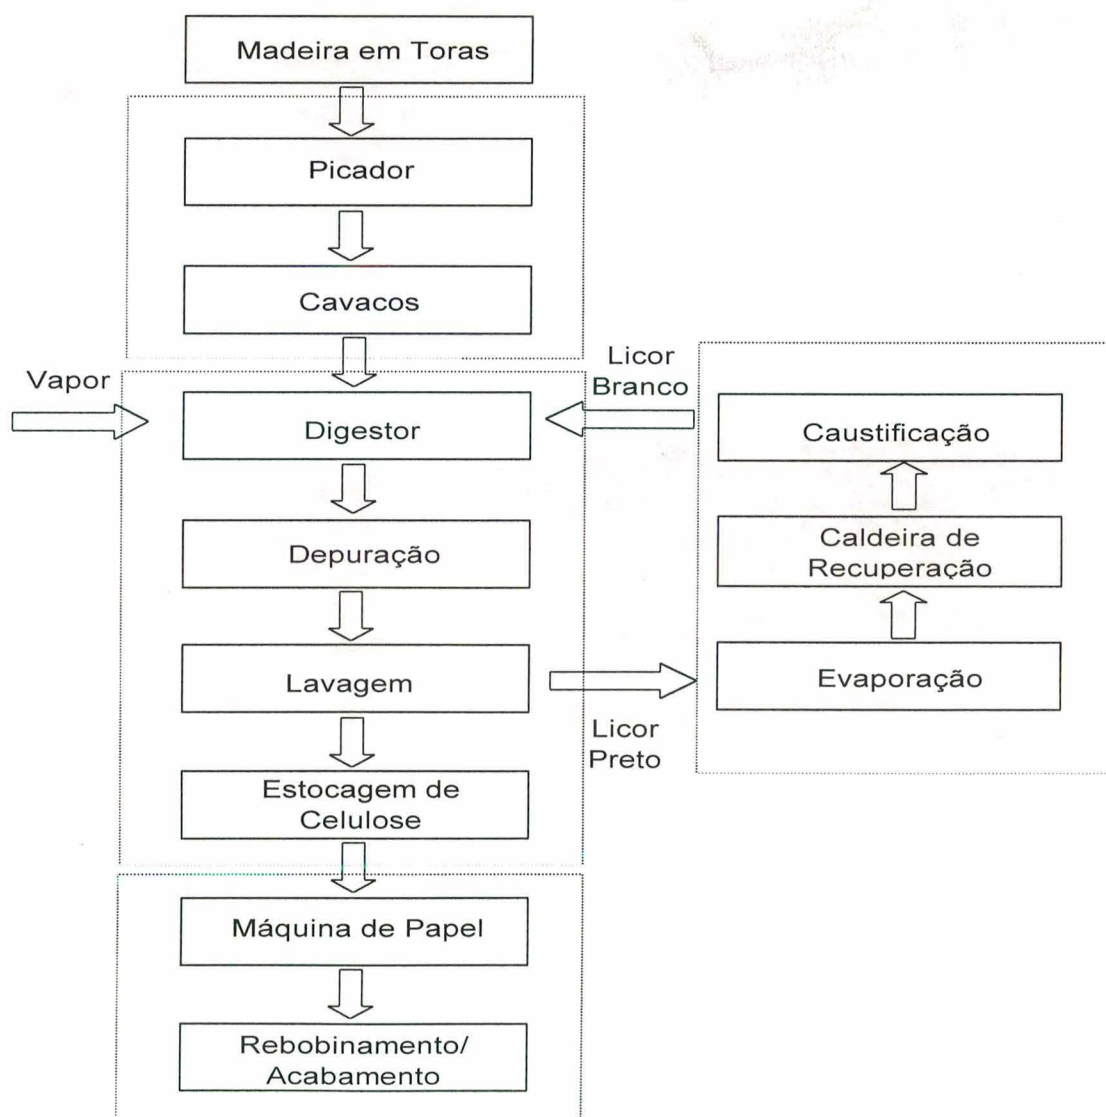 Madeira em Toras
Picador
Cavacos
Vapor
Licor
Branco
Digestor
Caustificação
Depuração
Caldeira de
Recuperação
Lavagem
Evaporação
Licor
Preto
Estocagem de
Celulose
Máquina de Papel
Rebobinamento/
Acabamento